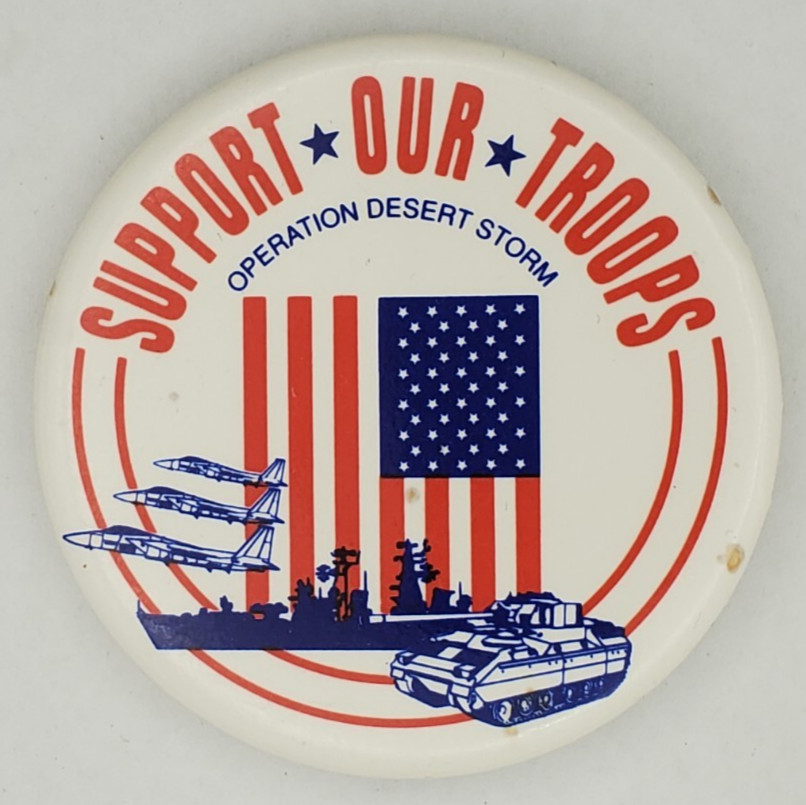 SUPPORT ★ OUR ★ TROOPS
OPERATION DESERT STORM